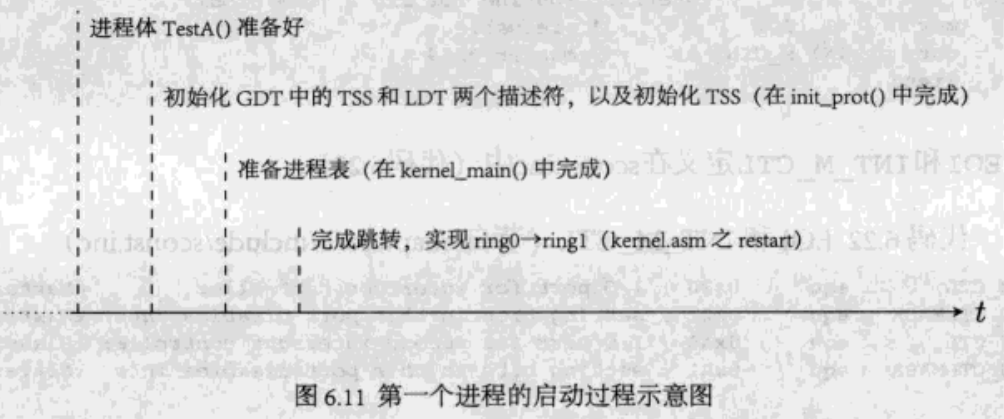 进程体 TestA() 准备好
初始化 GDT 中的 TSS 和 LDT 两个描述符，以及初始化 TSS（在 init_prot() 中完成）
准备进程表（在 kernel_main() 中完成）
完成跳转，实现 ring0→ring1（kernel.asm 之 restart）
t
图 6.11 第一个进程的启动过程示意图